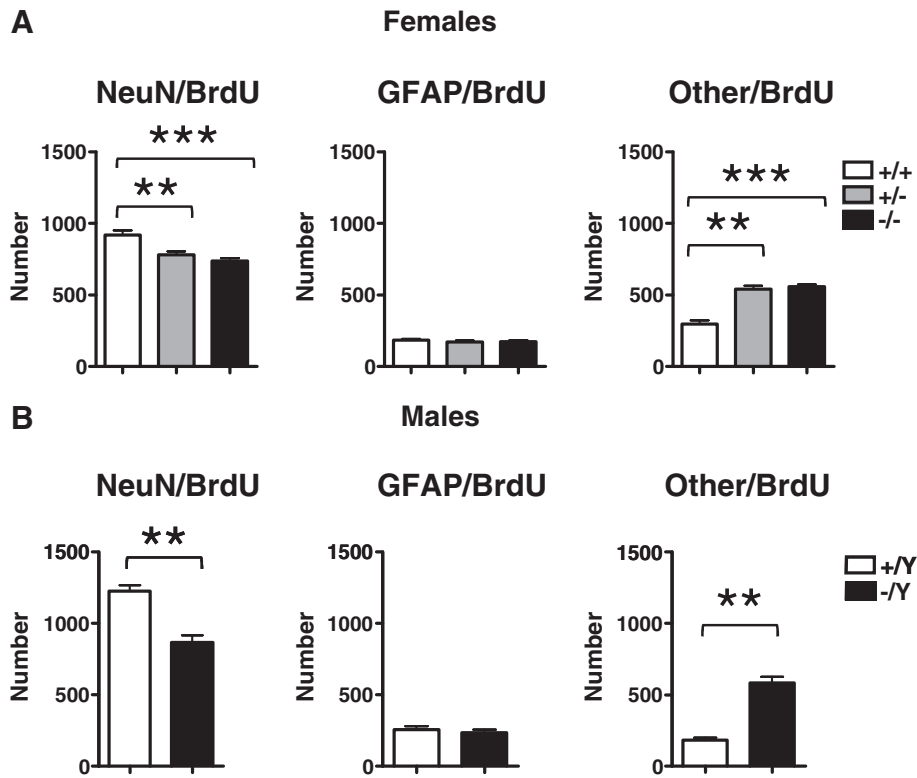 A
Females
NeuN/BrdU
GFAP/BrdU
Other/BrdU
Number
1500
1000
500
0
***
**
Number
1500
1000
500
0
Number
1500
1000
500
0
***
**
+/+
+/-
-/-
B
Males
NeuN/BrdU
GFAP/BrdU
Other/BrdU
Number
1500
1000
500
0
**
Number
1500
1000
500
0
Number
1500
1000
500
0
**
+/Y
-/Y